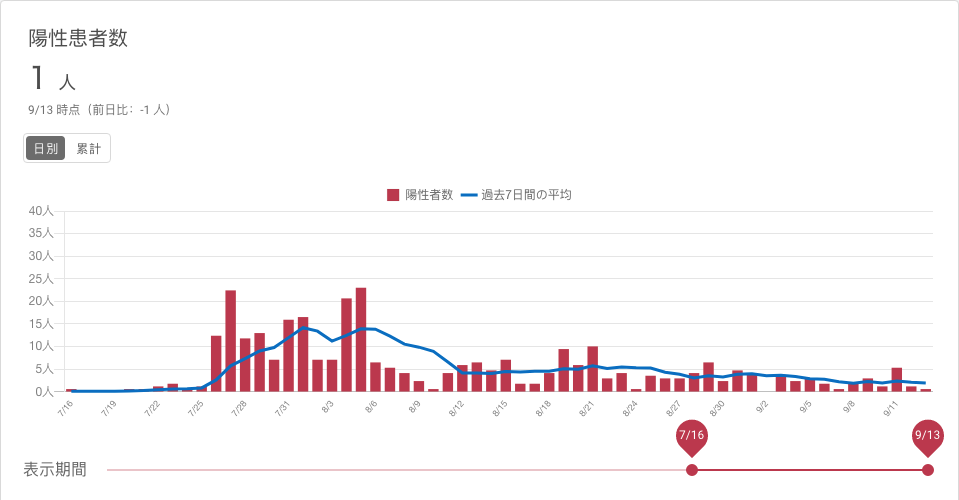 陽性患者数
1 人
9/13 時点（前日比：-1 人）
日別 累計
陽性者数 過去7日間の平均
40人
35人
30人
25人
20人
15人
10人
5人
0人
7/16 7/19 7/22 7/25 7/28 7/31 8/3 8/6 8/9 8/12 8/15 8/18 8/21 8/24 8/27 8/30 9/2 9/5 9/8 9/11
7/16 9/13
表示期間